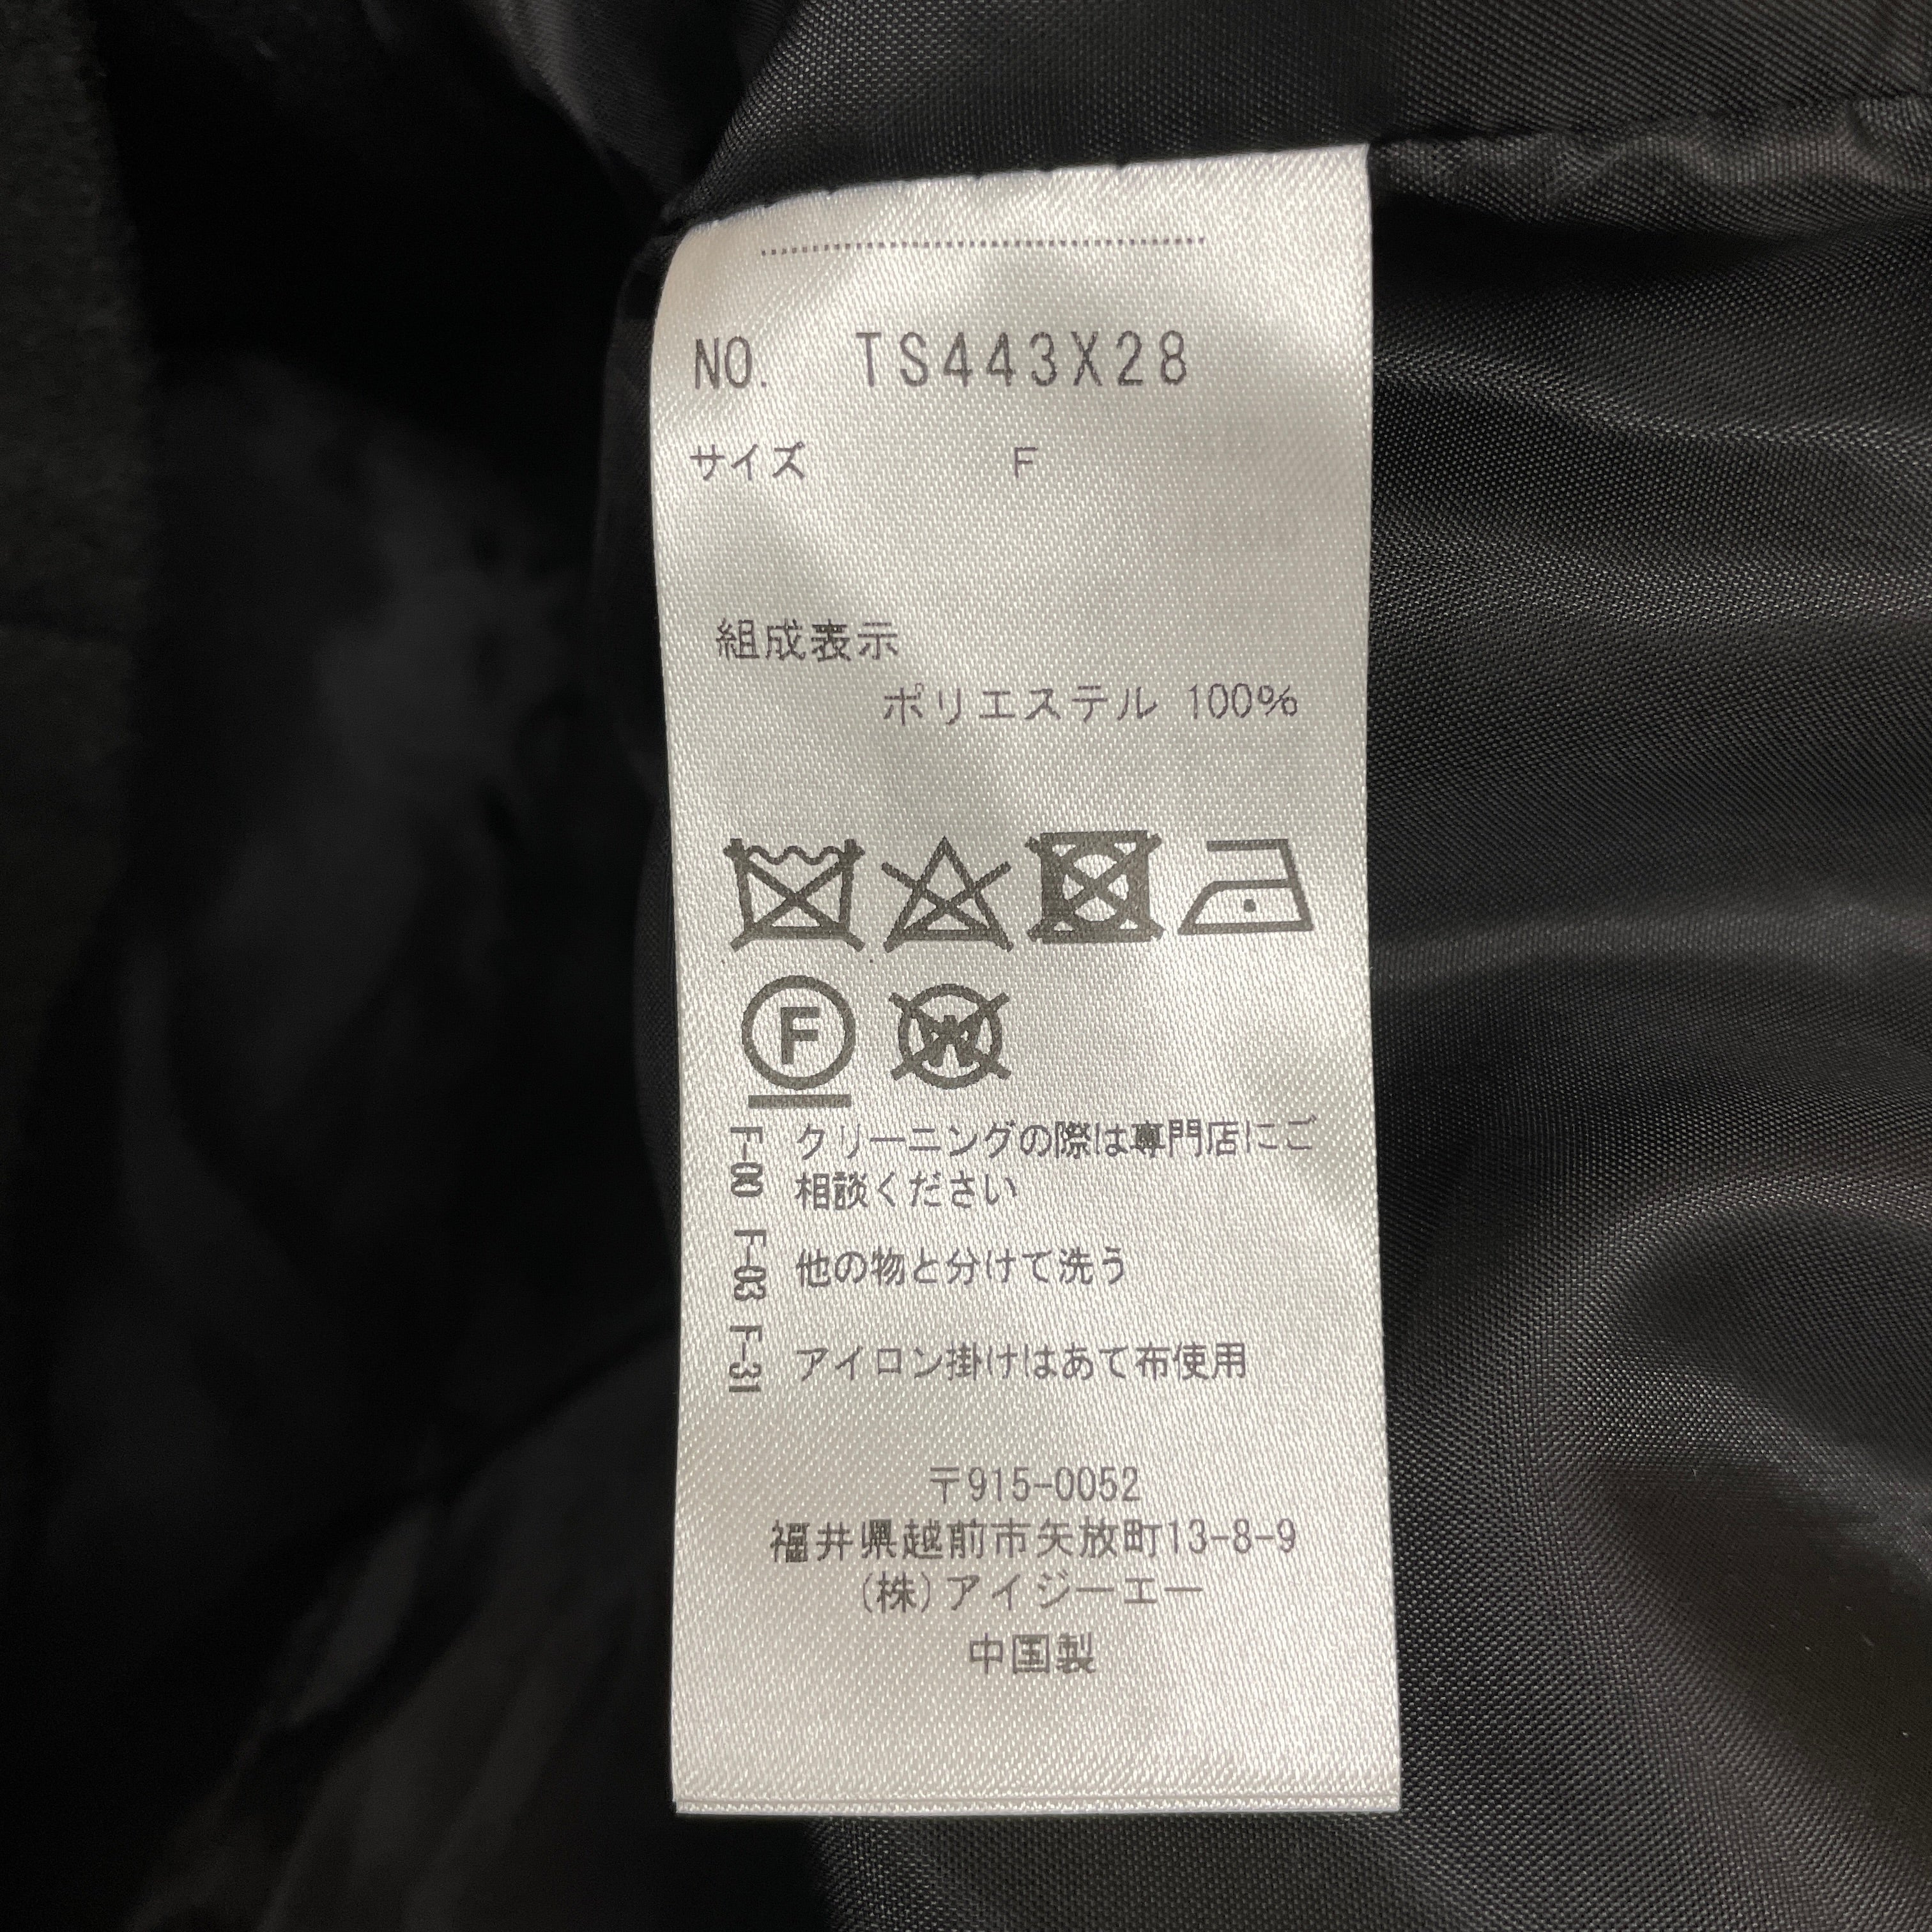 NO. TS443X28
サイズ F
組成表示
ポリエステル 100%
F W
F-00 クリーニングの際は専門店にご
相談ください
F-03 他の物と分けて洗う
F-31 アイロン掛けはあて布使用
〒915-0052
福井県越前市矢放町13-8-9
(株)アイジーエー
中国製